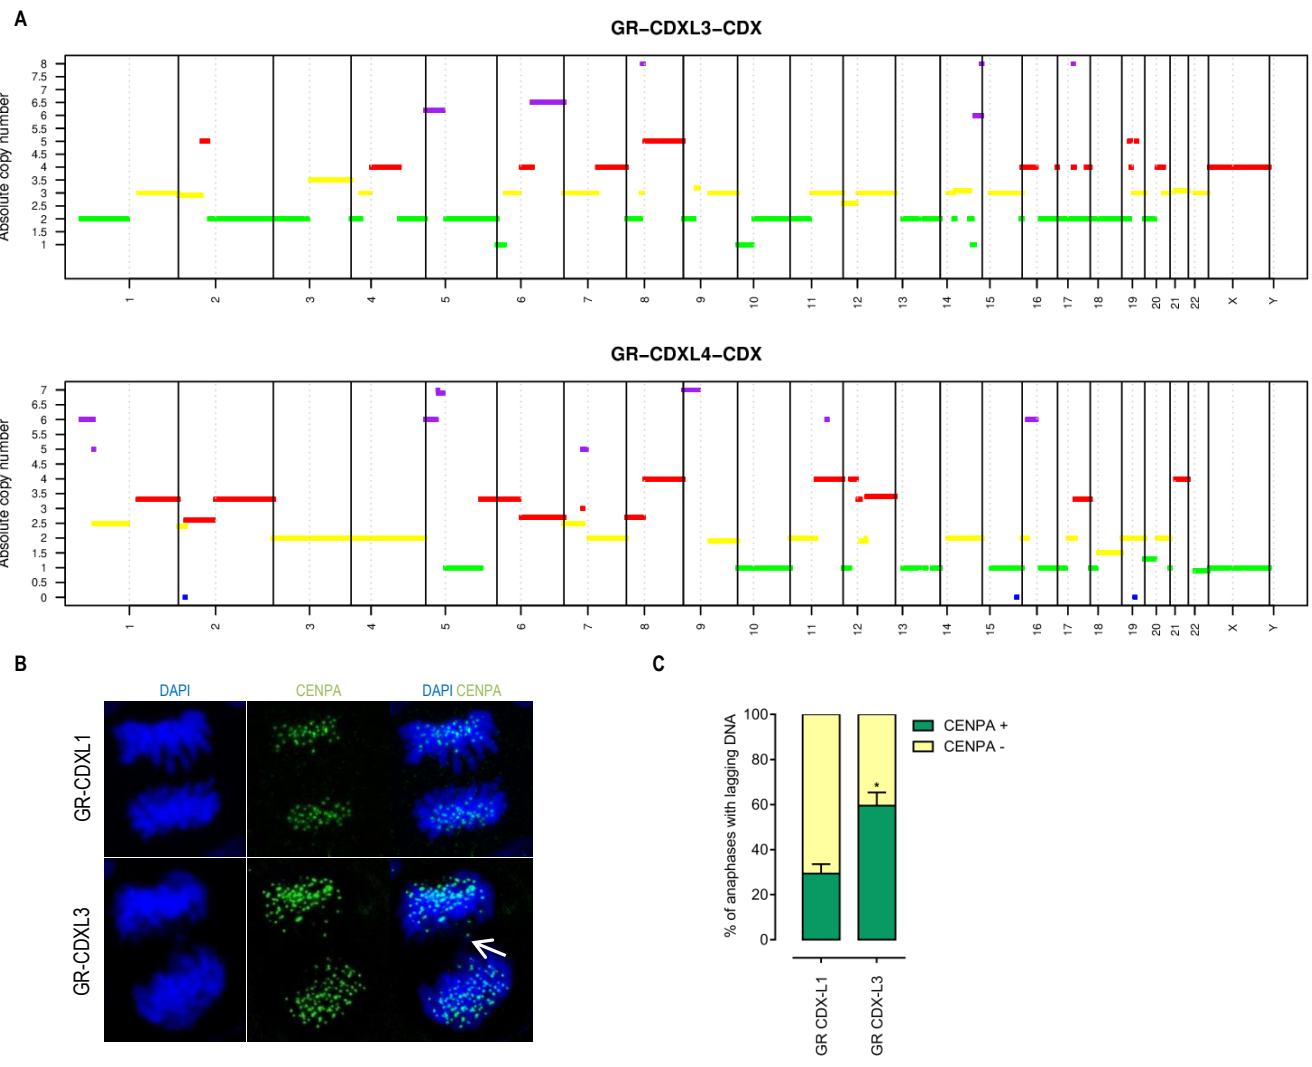 A
GR−CDXL3−CDX
Absolute copy number
8
7.5
7
6.5
6
5.5
5
4.5
4
3.5
3
2.5
2
1.5
1
1 2 3 4 5 6 7 8 9 10 11 12 13 14 15 16 17 18 19 20 21 22 X Y
GR−CDXL4−CDX
Absolute copy number
7
6.5
6
5.5
5
4.5
4
3.5
3
2.5
2
1.5
1
0.5
0
1 2 3 4 5 6 7 8 9 10 11 12 13 14 15 16 17 18 19 20 21 22 X Y
B
DAPI CENPA DAPI CENPA
GR-CDXL1
GR-CDXL3
C
% of anaphases with lagging DNA
100
80
60
40
20
0
*
CENPA +
CENPA -
GR CDX-L1
GR CDX-L3